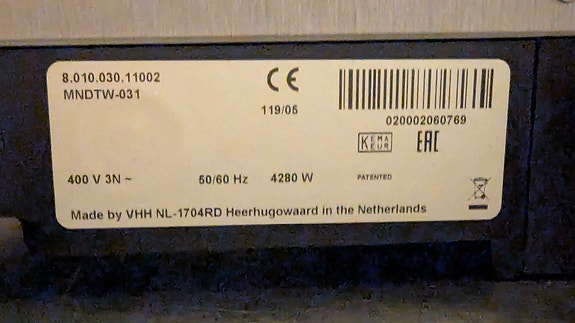 8.010.030.11002
MNDTW-031
CE
119/05
020002060769
KEMA
KEUR
EAC
400 V 3N ~ 50/60 Hz 4280 W
PATENTED
Made by VHH NL-1704RD Heerhugowaard in the Netherlands